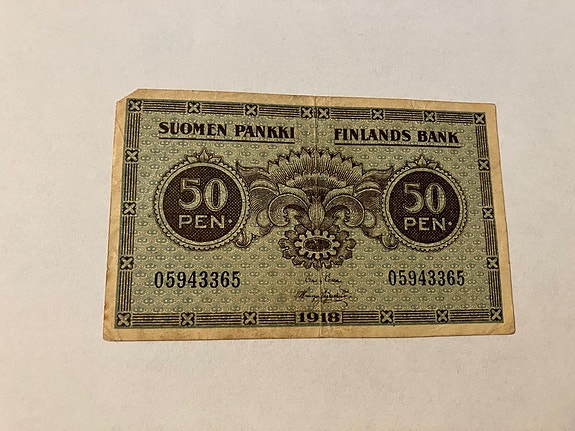 SUOMEN PANKKI FINLANDS BANK
50 PEN. 50 PEN.
05943365 05943365
1918